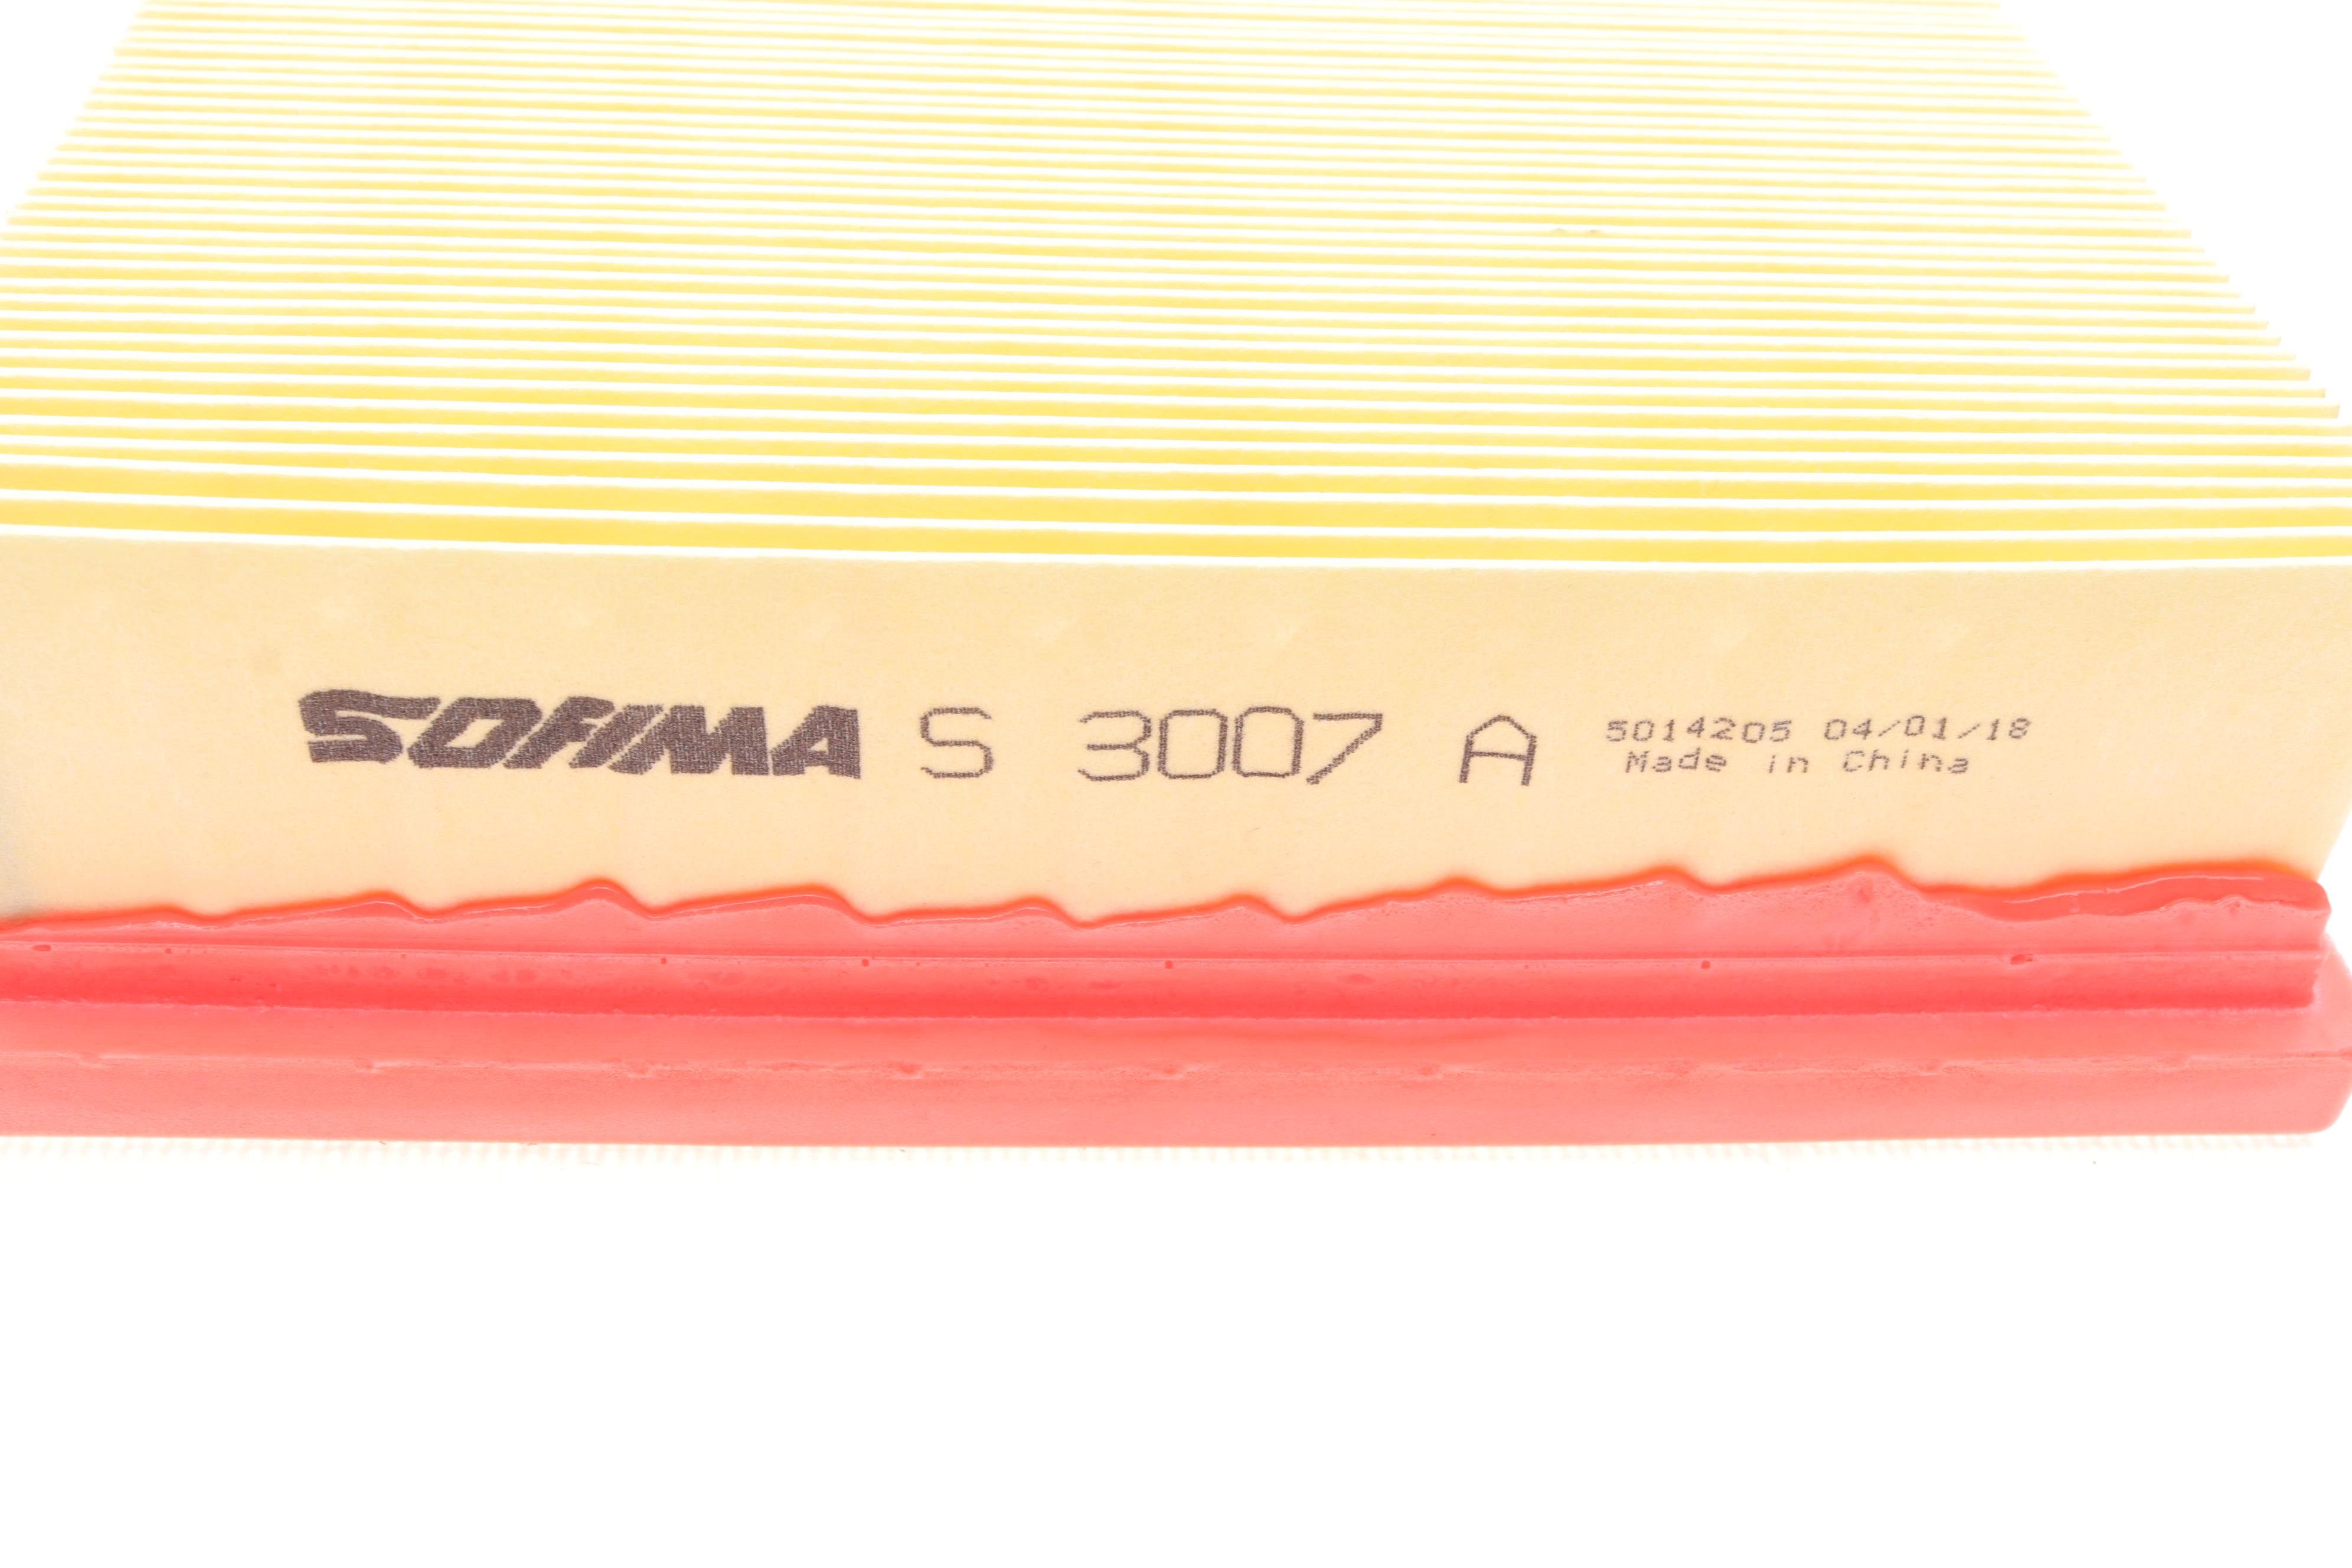 SOFIMA S 3007 A 5014205 04/01/18
Made in China